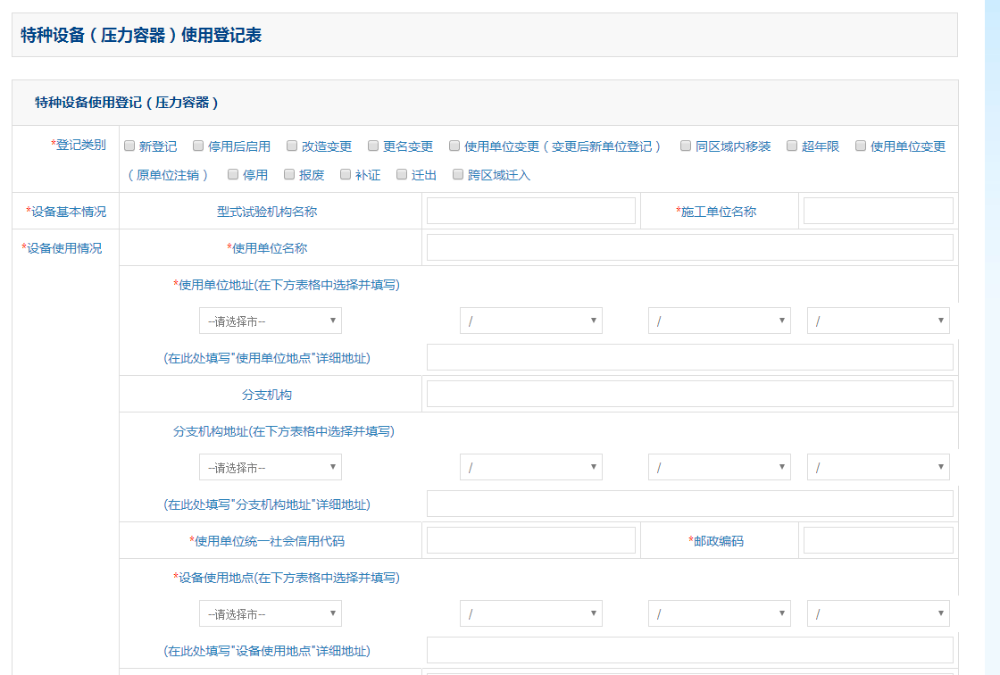 特种设备（压力容器）使用登记表
特种设备使用登记（压力容器）
*登记类别 新登记 停用后启用 改造变更 更名变更 使用单位变更（变更后新单位登记） 同区域内移装 超年限 使用单位变更
（原单位注销） 停用 报废 补证 迁出 跨区域迁入
*设备基本情况 型式试验机构名称 *施工单位名称
*设备使用情况 *使用单位名称
*使用单位地址(在下方表格中选择并填写)
--请选择市-- / / /
(在此处填写"使用单位地点"详细地址)
分支机构
分支机构地址(在下方表格中选择并填写)
--请选择市-- / / /
(在此处填写"分支机构地址"详细地址)
*使用单位统一社会信用代码 *邮政编码
*设备使用地点(在下方表格中选择并填写)
--请选择市-- / / /
(在此处填写"设备使用地点"详细地址)